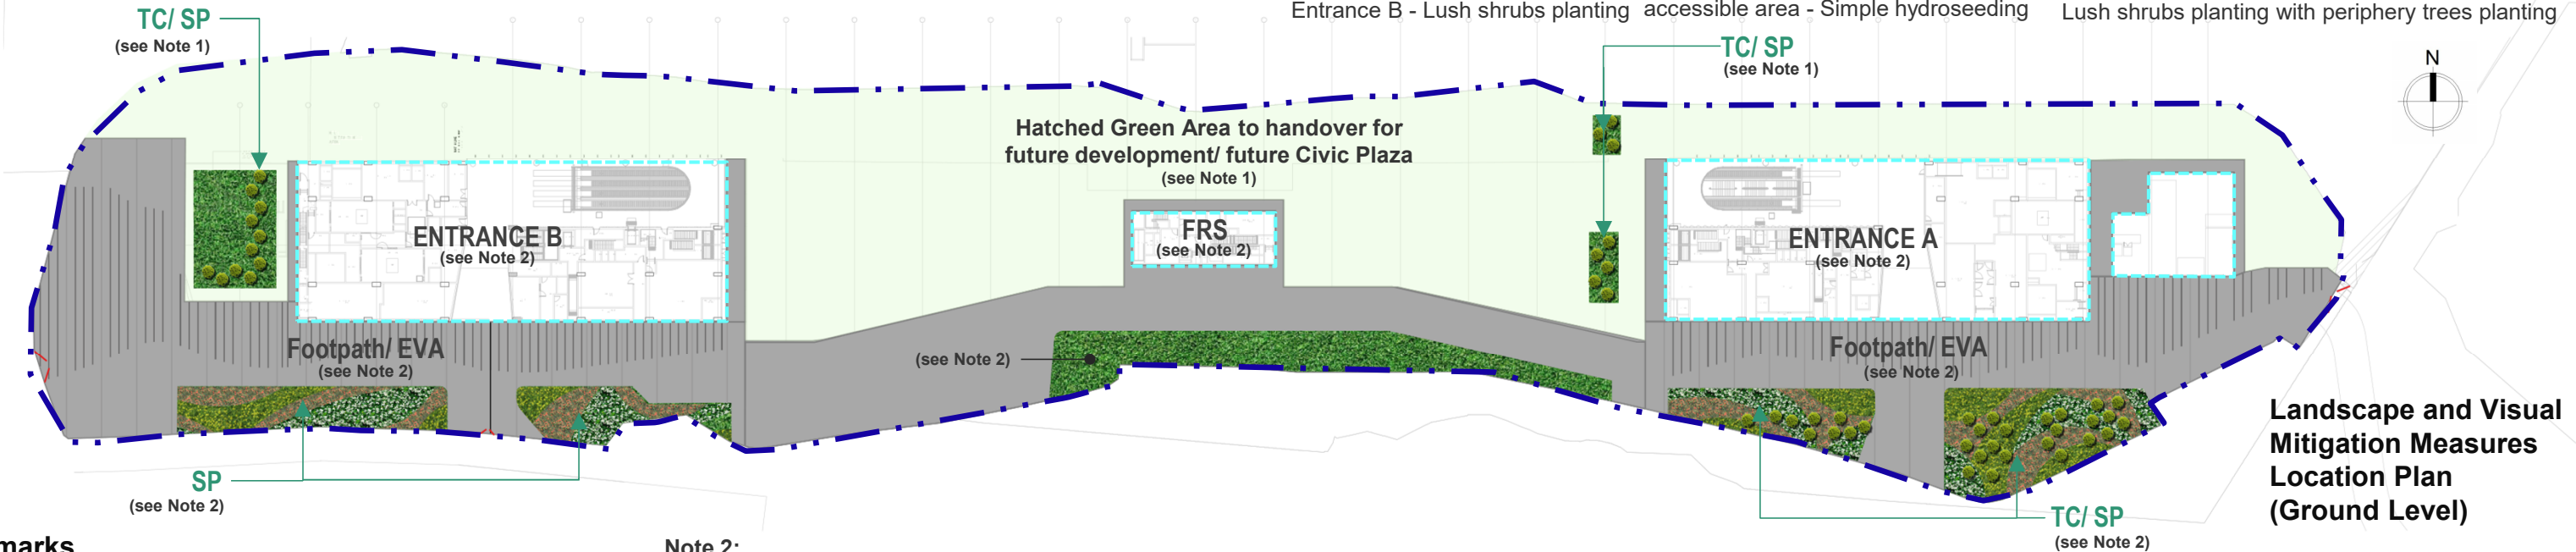 Entrance B - Lush shrubs planting
accessible area - Simple hydroseeding
Lush shrubs planting with periphery trees planting
TC/ SP
(see Note 1)
TC/ SP
(see Note 1)
N
Hatched Green Area to handover for
future development/ future Civic Plaza
(see Note 1)
ENTRANCE B
(see Note 2)
FRS
(see Note 2)
ENTRANCE A
(see Note 2)
Footpath/ EVA
(see Note 2)
(see Note 2)
Footpath/ EVA
(see Note 2)
SP
(see Note 2)
TC/ SP
(see Note 2)
Landscape and Visual
Mitigation Measures
Location Plan
(Ground Level)
marks
Note 2: